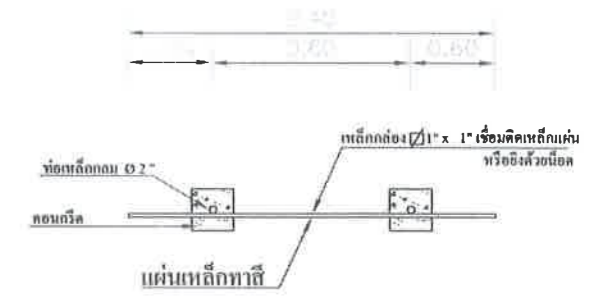 เหล็กกล่อง 1" x 1" เชื่อมติดเหล็กแผ่น
หรือยึดด้วยน็อต
ท่อเหล็กกลม Ø 2"
คอนกรีต
แผ่นเหล็กทาสี